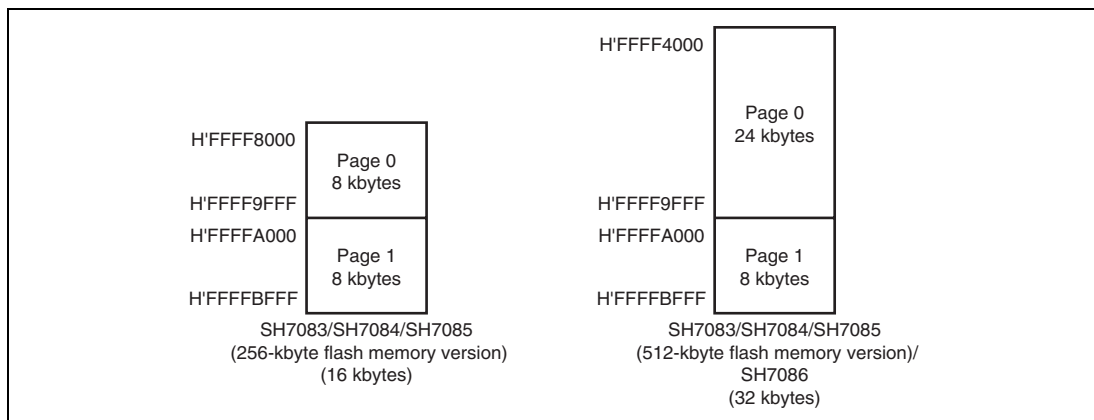 H'FFFF8000
Page 0
8 kbytes
H'FFFF9FFF
H'FFFFA000
Page 1
8 kbytes
H'FFFFBFFF
SH7083/SH7084/SH7085
(256-kbyte flash memory version)
(16 kbytes)
H'FFFF4000
Page 0
24 kbytes
H'FFFF9FFF
H'FFFFA000
Page 1
8 kbytes
H'FFFFBFFF
SH7083/SH7084/SH7085
(512-kbyte flash memory version)/
SH7086
(32 kbytes)